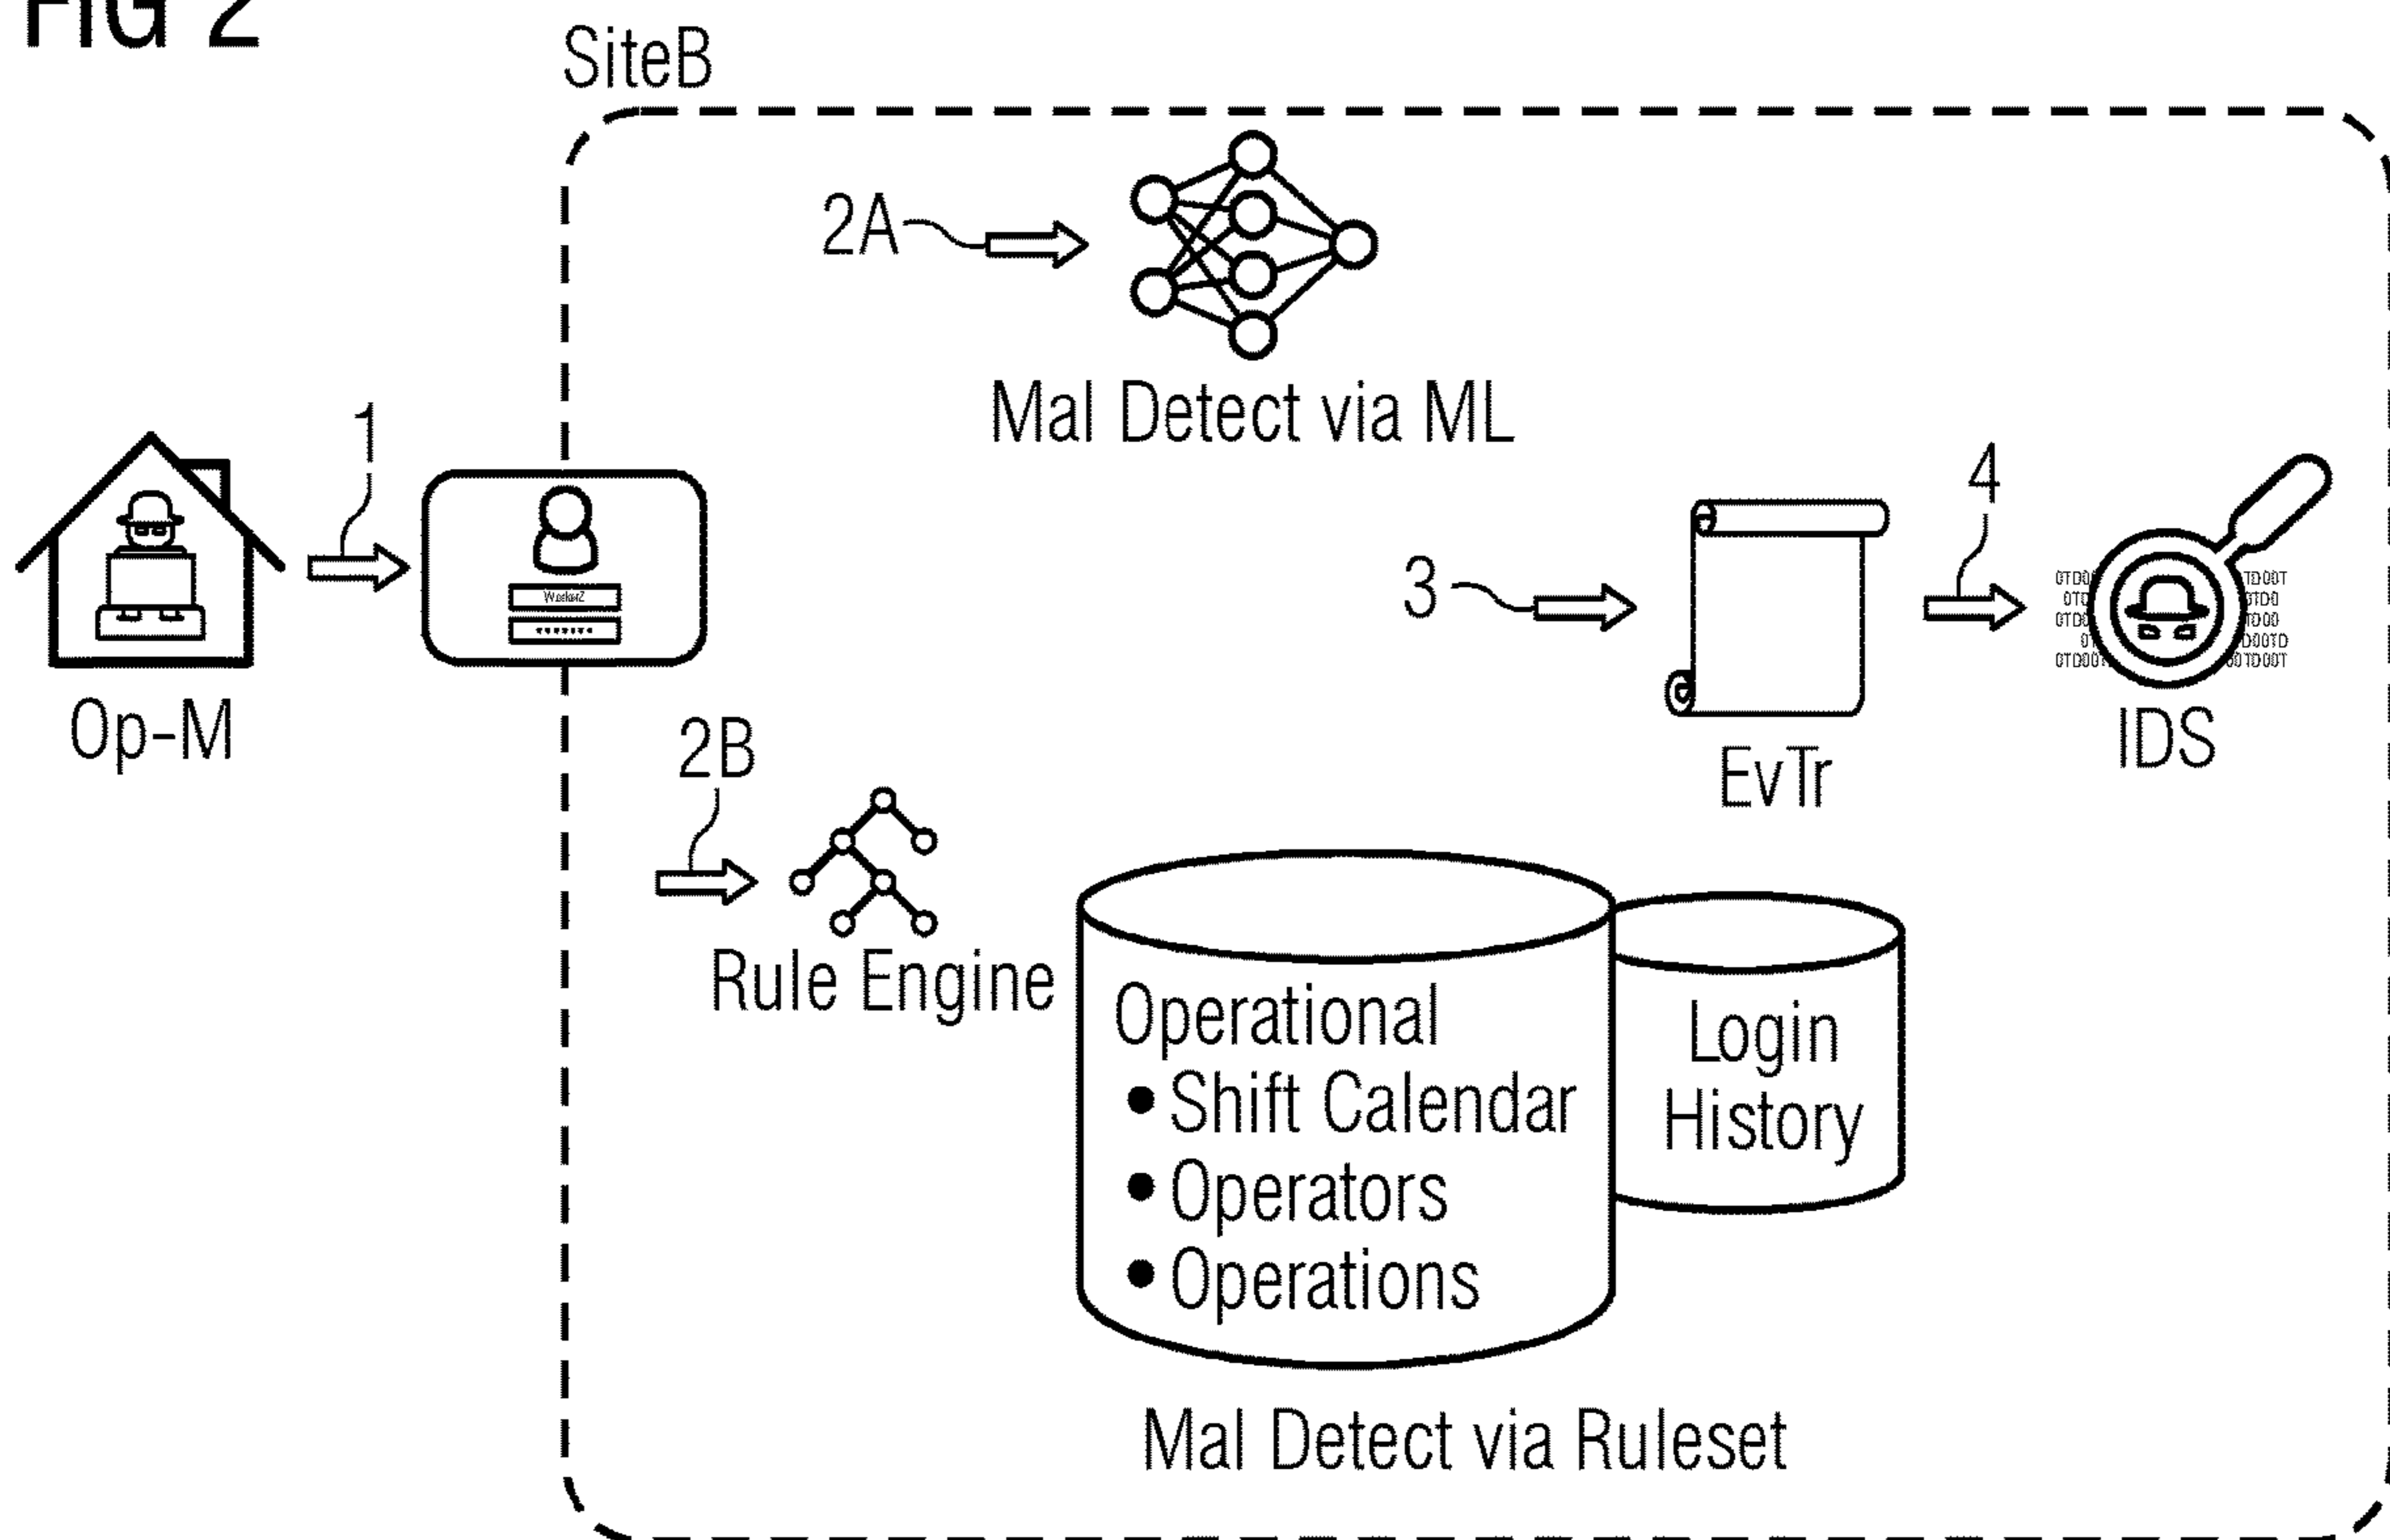 FIG 2
SiteB
2A
Mal Detect via ML
1
Worker2
*******
Op-M
2B
Rule Engine
3
EvTr
4
IDS
Operational
• Shift Calendar
• Operators
• Operations
Login
History
Mal Detect via Ruleset